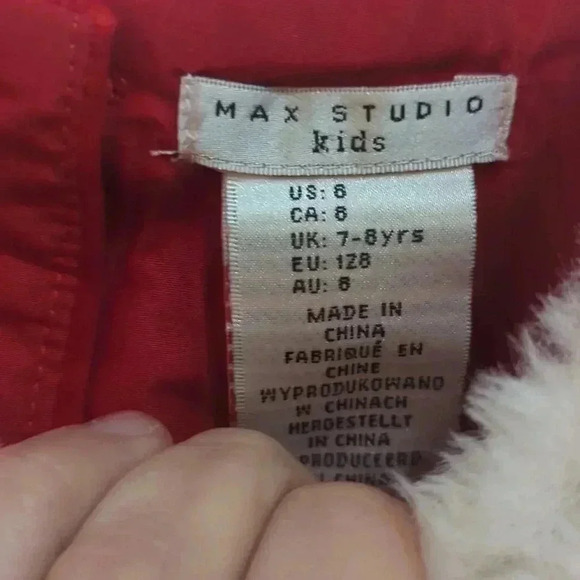 MAX STUDIO
kids
US: 8
CA: 8
UK: 7-8yrs
EU: 128
AU: 8
MADE IN
CHINA
FABRIQUÉ EN
CHINE
WYPRODUKOWANO
W CHINACH
HERGESTELLT
IN CHINA
PRODUCEERD